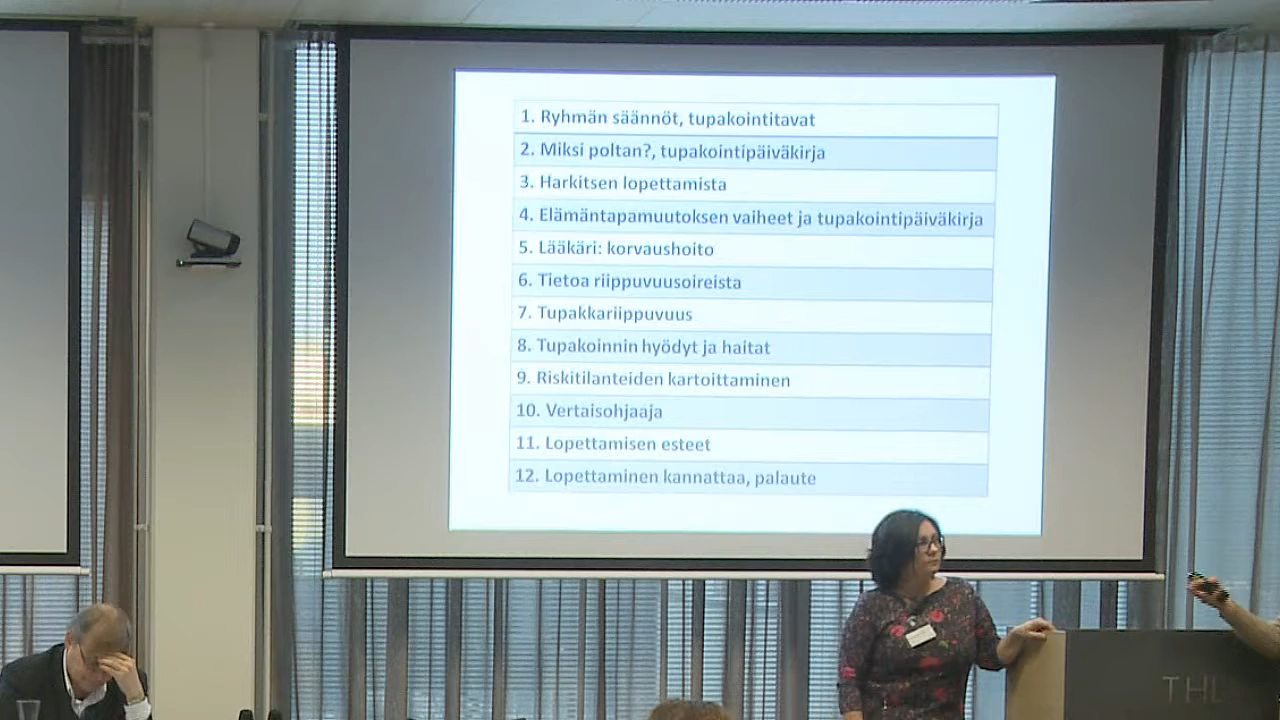 1. Ryhmän säännöt, tupakointitavat
2. Miksi poltan?, tupakointipäiväkirja
3. Harkitsen lopettamista
4. Elämäntapamuutoksen vaiheet ja tupakointipäiväkirja
5. Lääkäri: korvaushoito
6. Tietoa riippuvuusoireista
7. Tupakkariippuvuus
8. Tupakoinnin hyödyt ja haitat
9. Riskitilanteiden kartoittaminen
10. Vertaisohjaaja
11. Lopettamisen esteet
12. Lopettaminen kannattaa, palaute
THL